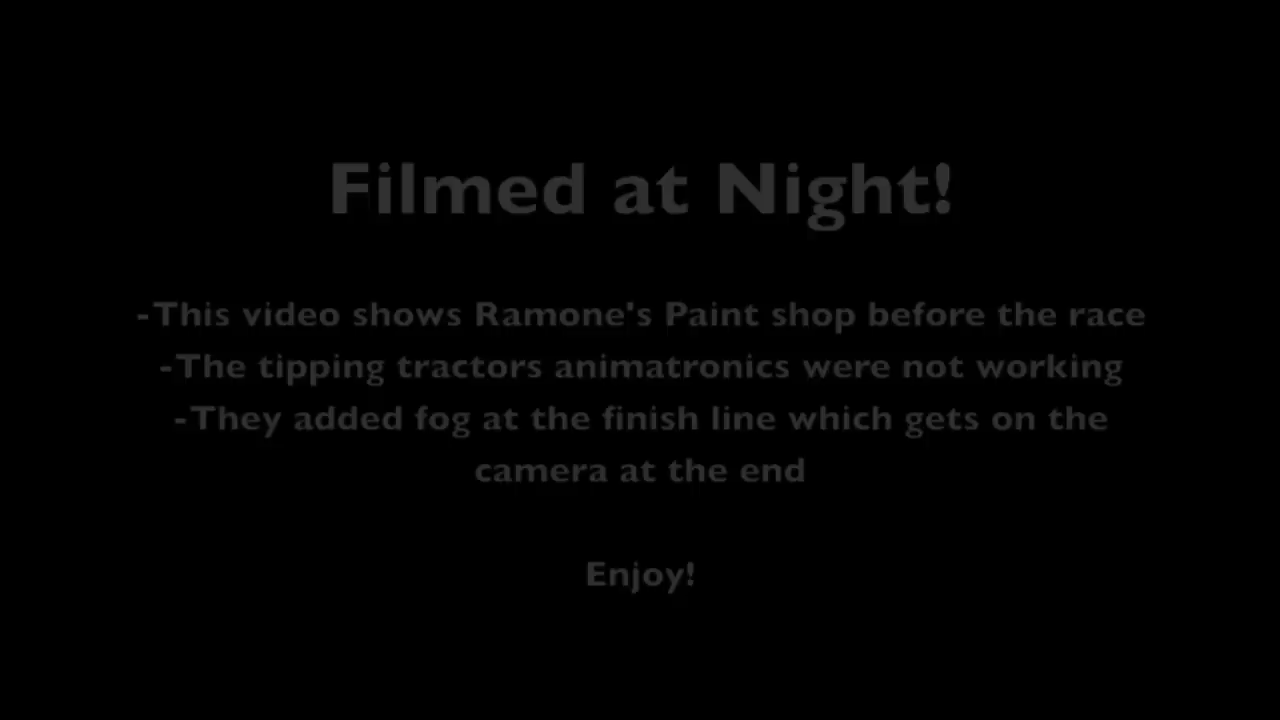 Filmed at Night!
-This video shows Ramone's Paint shop before the race
-The tipping tractors animatronics were not working
-They added fog at the finish line which gets on the
camera at the end
Enjoy!